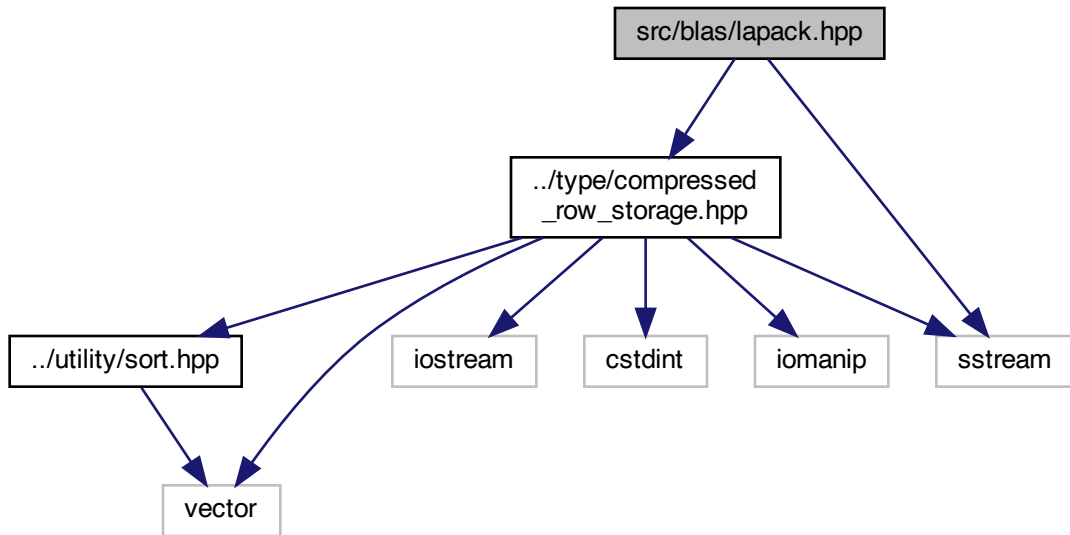 src/blas/lapack.hpp
../type/compressed
_row_storage.hpp
../utility/sort.hpp
iostream
cstdint
iomanip
sstream
vector